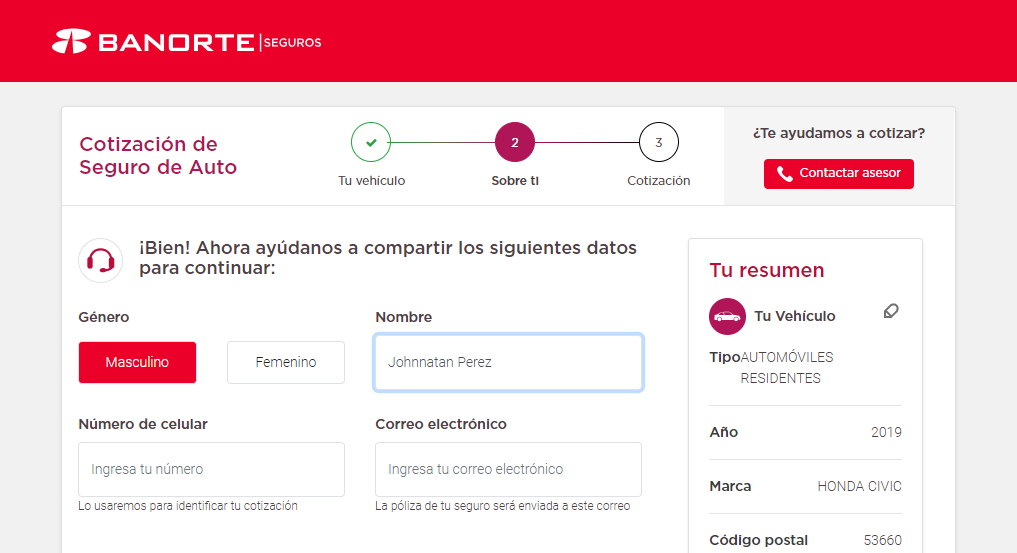 BANORTE SEGUROS
Cotización de
Seguro de Auto
2
3
Tu vehículo
Sobre tI
Cotización
¿Te ayudamos a cotizar?
Contactar asesor
¡Bien! Ahora ayúdanos a compartir los siguientes datos
para continuar:
Género
Masculino
Femenino
Nombre
Johnnatan Perez
Número de celular
Ingresa tu número
Lo usaremos para identificar tu cotización
Correo electrónico
Ingresa tu correo electrónico
La póliza de tu seguro será enviada a este correo
Tu resumen
Tu Vehículo
Tipo AUTOMÓVILES
RESIDENTES
Año 2019
Marca HONDA CIVIC
Código postal 53660